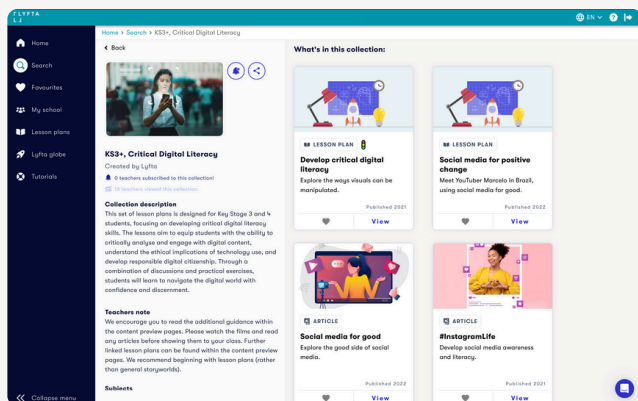 LYFTA
EN
Home > Search > KS3+, Critical Digital Literacy
Home
Search
Favourites
My school
Lesson plans
Lyfta globe
Tutorials
Collapse menu
Back
KS3+, Critical Digital Literacy
Created by Lyfta
0 teachers subscribed to this collection!
13 teachers viewed this collection.
Collection description
This set of lesson plans is designed for Key Stage 3 and 4
students, focusing on developing critical digital literacy
skills. The lessons aim to equip students with the ability to
critically analyse and engage with digital content,
understand the ethical implications of technology use, and
develop responsible digital citizenship. Through a
combination of discussions and practical exercises,
students will learn to navigate the digital world with
confidence and discernment.
Teachers note
We encourage you to read the additional guidance within
the content preview pages. Please watch the films and read
any articles before showing them to your class. Further
linked lesson plans can be found within the content preview
pages. We recommend beginning with lesson plans (rather
than general storyworlds).
Subjects
What's in this collection:
LESSON PLAN
Develop critical digital
literacy
Explore the ways visuals can be
manipulated.
Published 2021
View
LESSON PLAN
Social media for positive
change
Meet YouTuber Marcelo in Brazil,
using social media for good.
Published 2022
View
ARTICLE
Social media for good
Explore the good side of social
media.
Published 2022
View
ARTICLE
#InstagramLife
Develop social media awareness
and literacy.
Published 2021
View